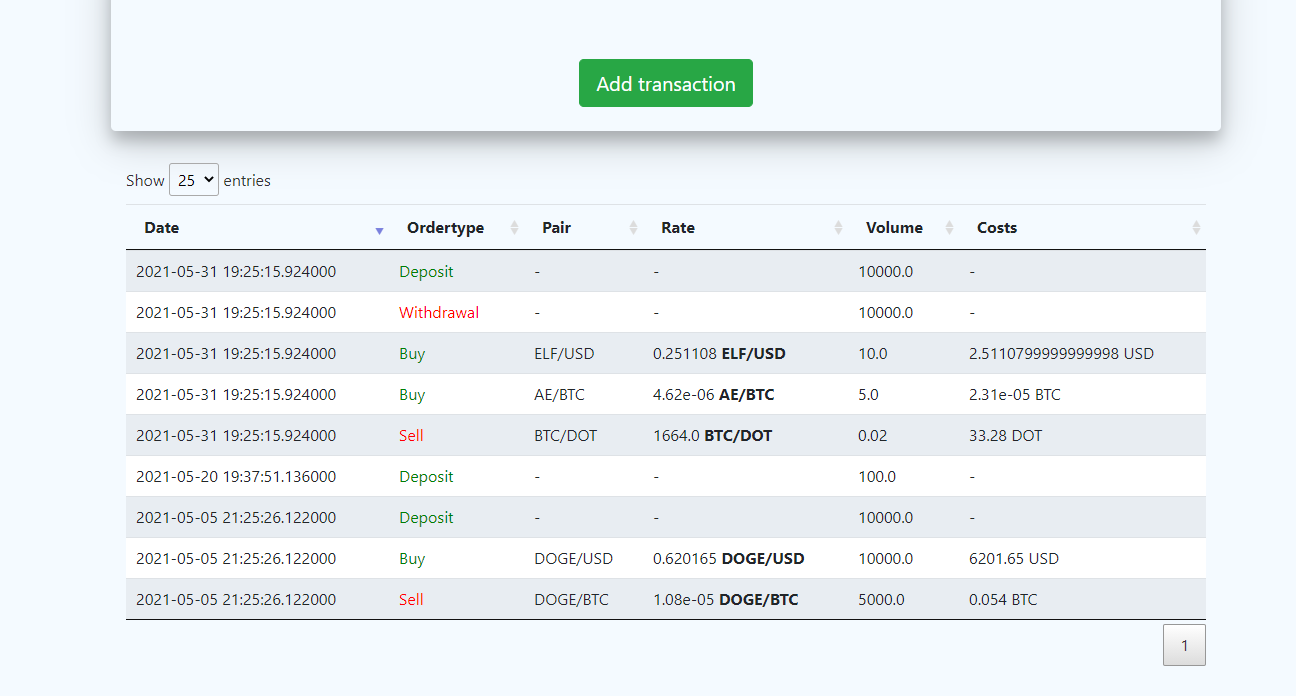 Add transaction
Show 25 entries
Date Ordertype Pair Rate Volume Costs
2021-05-31 19:25:15.924000 Deposit - - 10000.0 -
2021-05-31 19:25:15.924000 Withdrawal - - 10000.0 -
2021-05-31 19:25:15.924000 Buy ELF/USD 0.251108 ELF/USD 10.0 2.5110799999999998 USD
2021-05-31 19:25:15.924000 Buy AE/BTC 4.62e-06 AE/BTC 5.0 2.31e-05 BTC
2021-05-31 19:25:15.924000 Sell BTC/DOT 1664.0 BTC/DOT 0.02 33.28 DOT
2021-05-20 19:37:51.136000 Deposit - - 100.0 -
2021-05-05 21:25:26.122000 Deposit - - 10000.0 -
2021-05-05 21:25:26.122000 Buy DOGE/USD 0.620165 DOGE/USD 10000.0 6201.65 USD
2021-05-05 21:25:26.122000 Sell DOGE/BTC 1.08e-05 DOGE/BTC 5000.0 0.054 BTC
1